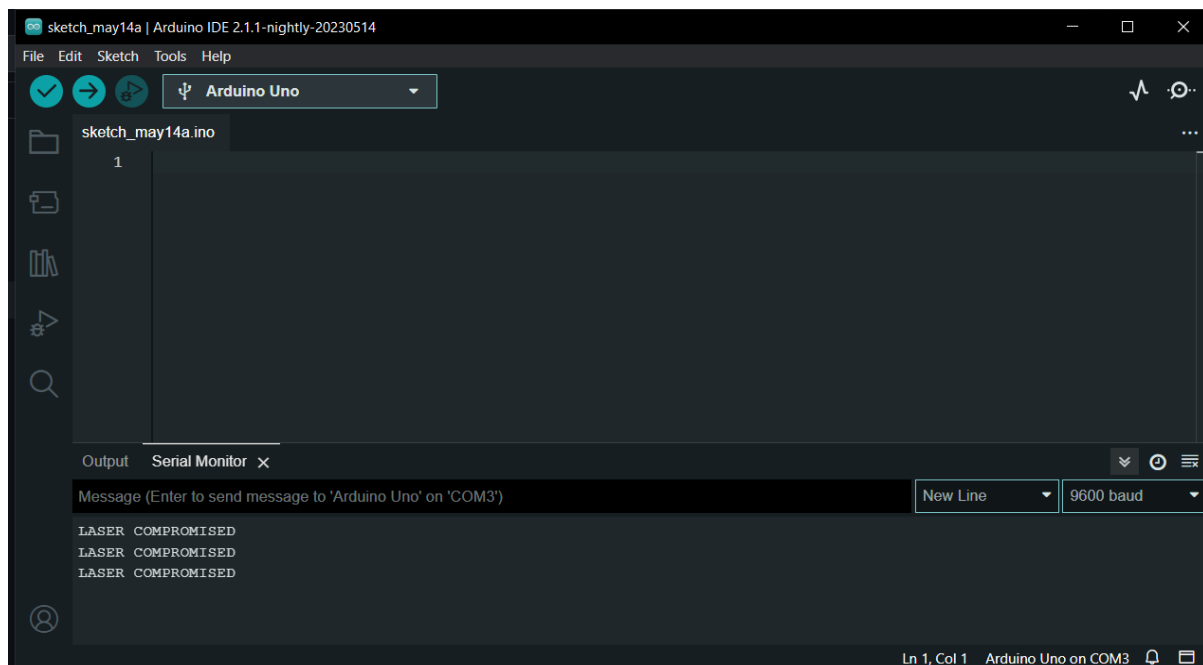 sketch_may14a | Arduino IDE 2.1.1-nightly-20230514
File Edit Sketch Tools Help
Arduino Uno
sketch_may14a.ino
1
Output Serial Monitor
Message (Enter to send message to 'Arduino Uno' on 'COM3')
New Line
9600 baud
LASER COMPROMISED
LASER COMPROMISED
LASER COMPROMISED
Ln 1, Col 1 Arduino Uno on COM3